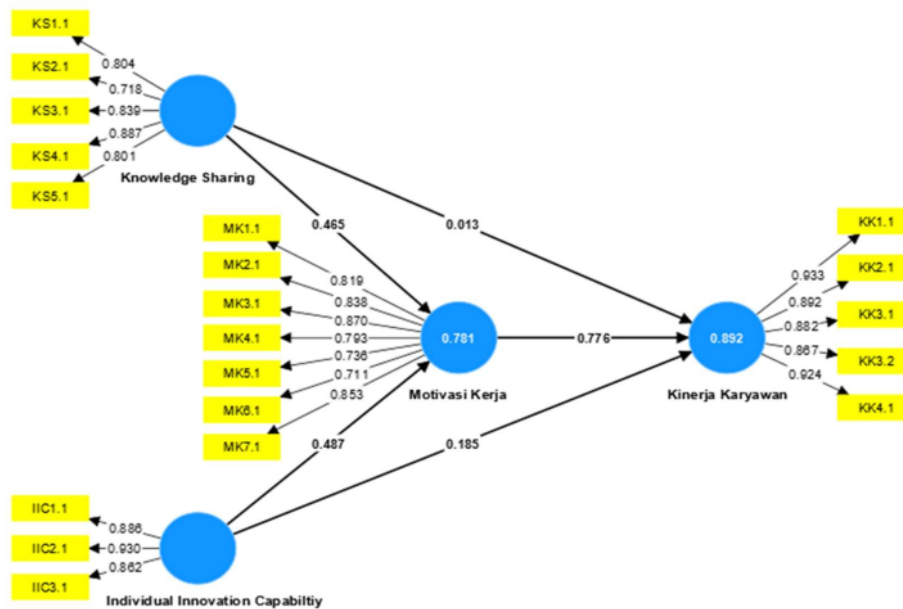 KS1.1
0.804
KS2.1
0.718
KS3.1
0.839
KS4.1
0.887
KS5.1
0.801
Knowledge Sharing
0.465
0.013
MK1.1
0.819
MK2.1
0.838
MK3.1
0.870
MK4.1
0.793
MK5.1
0.736
MK6.1
0.711
MK7.1
0.853
0.781
Motivasi Kerja
0.776
0.892
Kinerja Karyawan
KK1.1
0.933
KK2.1
0.892
KK3.1
0.882
KK3.2
0.867
KK4.1
0.924
0.487
0.185
IIC1.1
0.886
IIC2.1
0.930
IIC3.1
0.862
Individual Innovation Capabiltiy